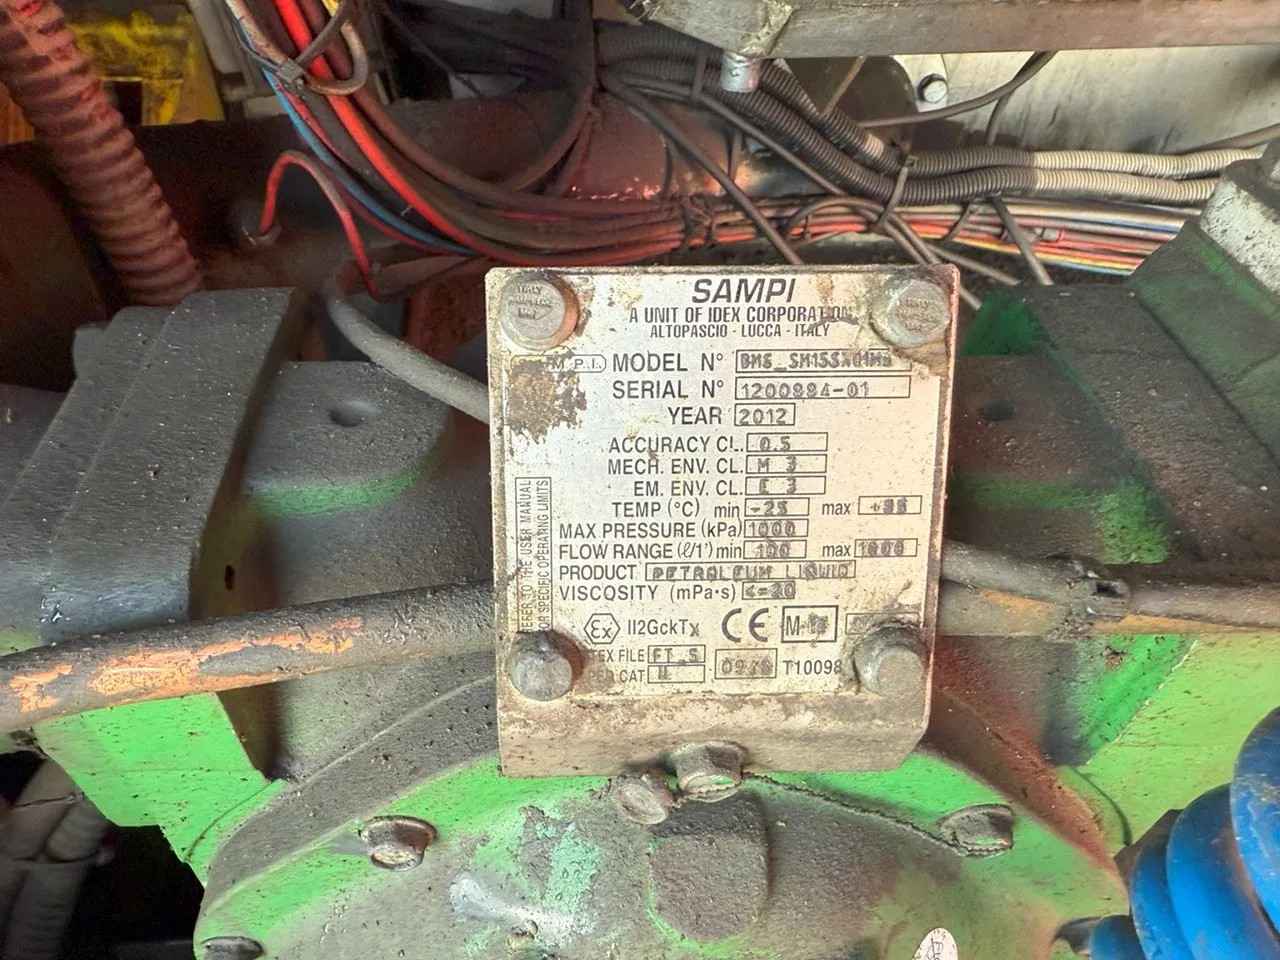 SAMPI
A UNIT OF IDEX CORPORATION
ALTOPASCIO - LUCCA - ITALY
MODEL N°
SERIAL N° 1200884-01
YEAR 2012
ACCURACY CL. 0.5
MECH. ENV. CL. M 3
EM. ENV. CL. E 3
TEMP (°C) min -25 max
MAX PRESSURE (kPa) 1000
FLOW RANGE (ℓ/1') min 100 max 1000
PRODUCT PETROLEUM LIQUID
VISCOSITY (mPa·s) <=20
REFER TO THE USER MANUAL
FOR SPECIFIC OPERATING LIMITS
Ex II2GckTx CE
FILE FT_S
CAT II T10098